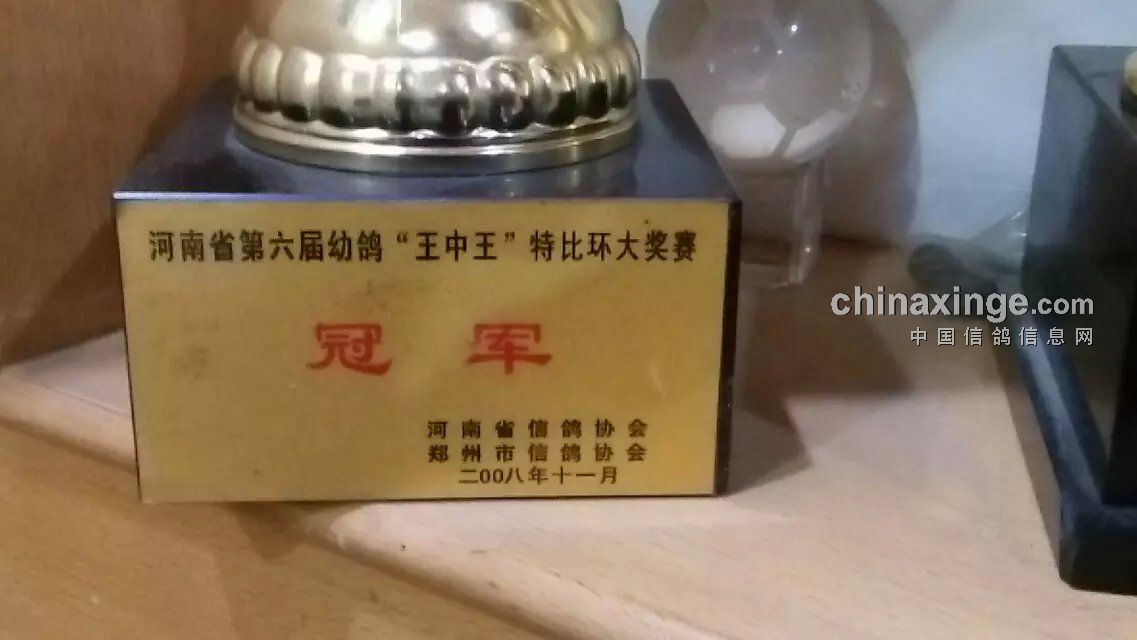 河南省第六届幼鸽“王中王”特比环大奖赛
冠 军
河南省信鸽协会
郑州市信鸽协会
二00八年十一月
chinaxinge.com
中国信鸽信息网